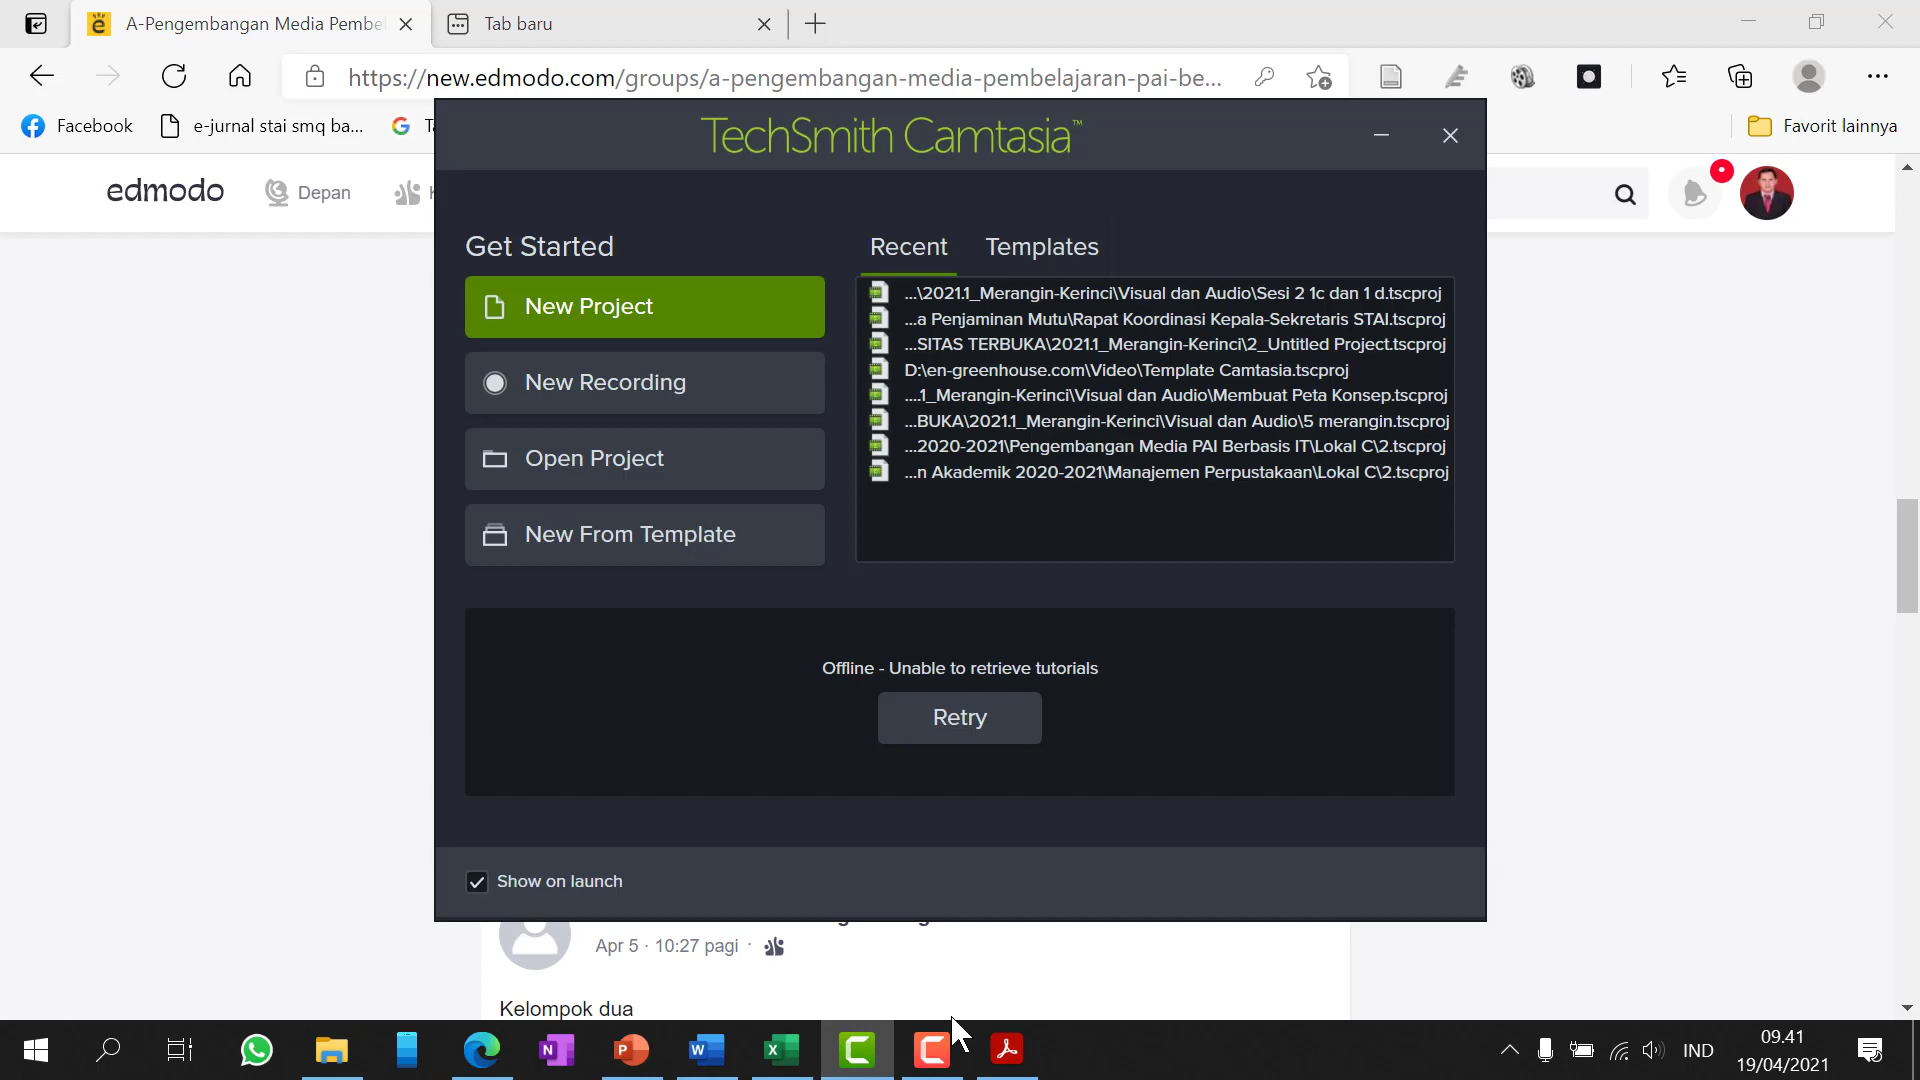 A-Pengembangan Media Pembe
Tab baru
https://new.edmodo.com/groups/a-pengembangan-media-pembelajaran-pai-be...
Facebook
e-jurnal stai smq ba...
Favorit lainnya
edmodo
Depan
TechSmith Camtasia™
Get Started
New Project
New Recording
Open Project
New From Template
Recent
Templates
...\2021.1_Merangin-Kerinci\Visual dan Audio\Sesi 2 1c dan 1 d.tscproj
...a Penjaminan Mutu\Rapat Koordinasi Kepala-Sekretaris STAI.tscproj
...SITAS TERBUKA\2021.1_Merangin-Kerinci\2_Untitled Project.tscproj
D:\en-greenhouse.com\Video\Template Camtasia.tscproj
....1_Merangin-Kerinci\Visual dan Audio\Membuat Peta Konsep.tscproj
...BUKA\2021.1_Merangin-Kerinci\Visual dan Audio\5 merangin.tscproj
...2020-2021\Pengembangan Media PAI Berbasis IT\Lokal C\2.tscproj
...n Akademik 2020-2021\Manajemen Perpustakaan\Lokal C\2.tscproj
Offline - Unable to retrieve tutorials
Retry
Show on launch
Apr 5 · 10:27 pagi ·
Kelompok dua
IND
09.41
19/04/2021